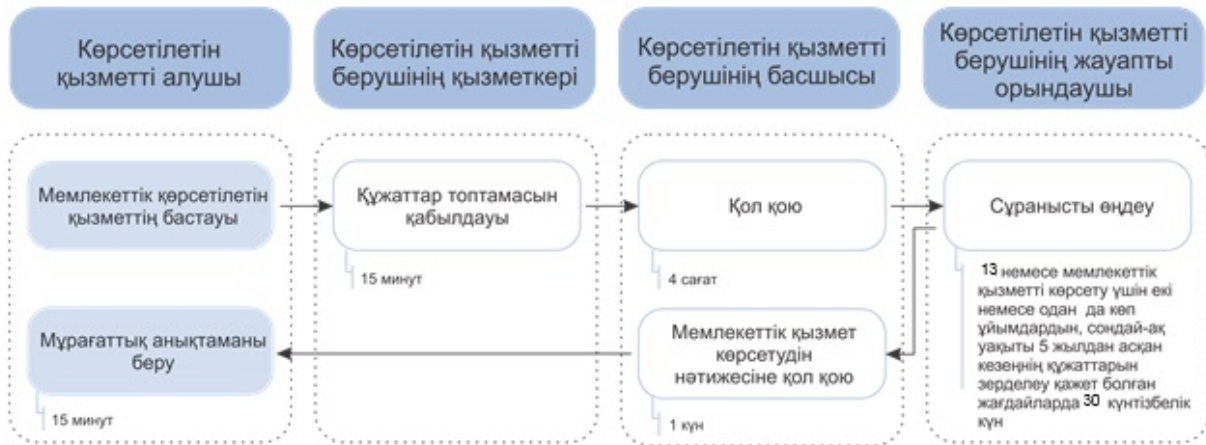 Көрсетілетін
қызметті алушы
Көрсетілетін қызметті
берушінің қызметкері
Көрсетілетін қызметті
берушінің басшысы
Көрсетілетін қызметті
берушінің жауапты
орындаушы
Мемлекеттік көрсетілетін
қызметтің бастауы
Құжаттар топтамасын
қабылдауы
15 минут
Қол қою
4 сағат
Сұранысты өңдеу
13 немесе мемлекеттік
қызметті көрсету үшін екі
немесе одан да көп
ұйымдардын, сондай-ақ
уақыты 5 жылдан асқан
кезеңнің құжаттарын
зерделеу қажет болған
жағдайларда 30 күнтізбелік
күн
Мемлекеттік қызмет
көрсетудін
нәтижесіне қол қою
1 күн
Мұрағаттық анықтаманы
беру
15 минут